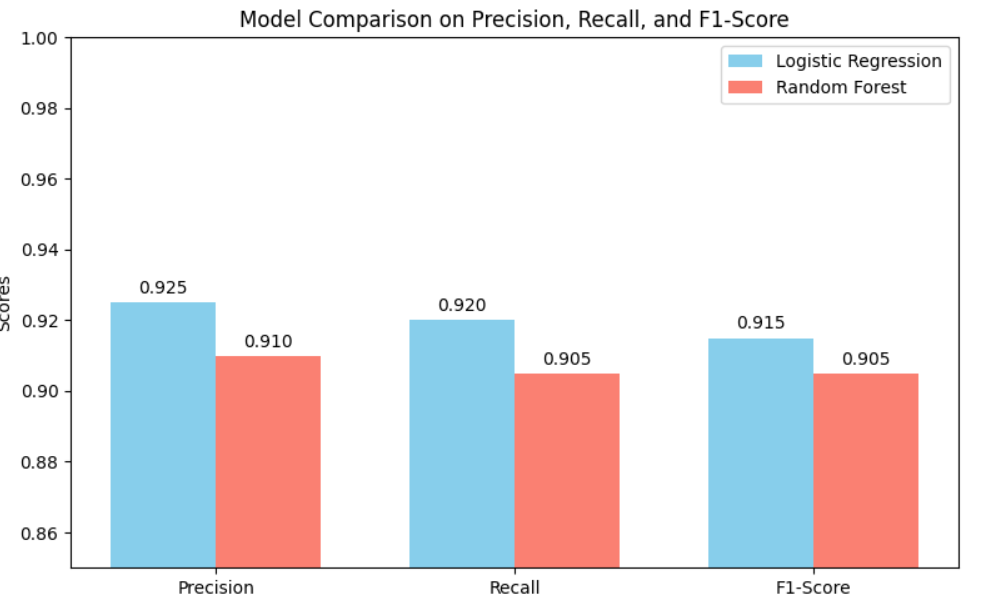 Model Comparison on Precision, Recall, and F1-Score
Logistic Regression
Random Forest
Scores
1.00
0.98
0.96
0.94
0.92
0.90
0.88
0.86
0.925
0.910
0.920
0.905
0.915
0.905
Precision
Recall
F1-Score